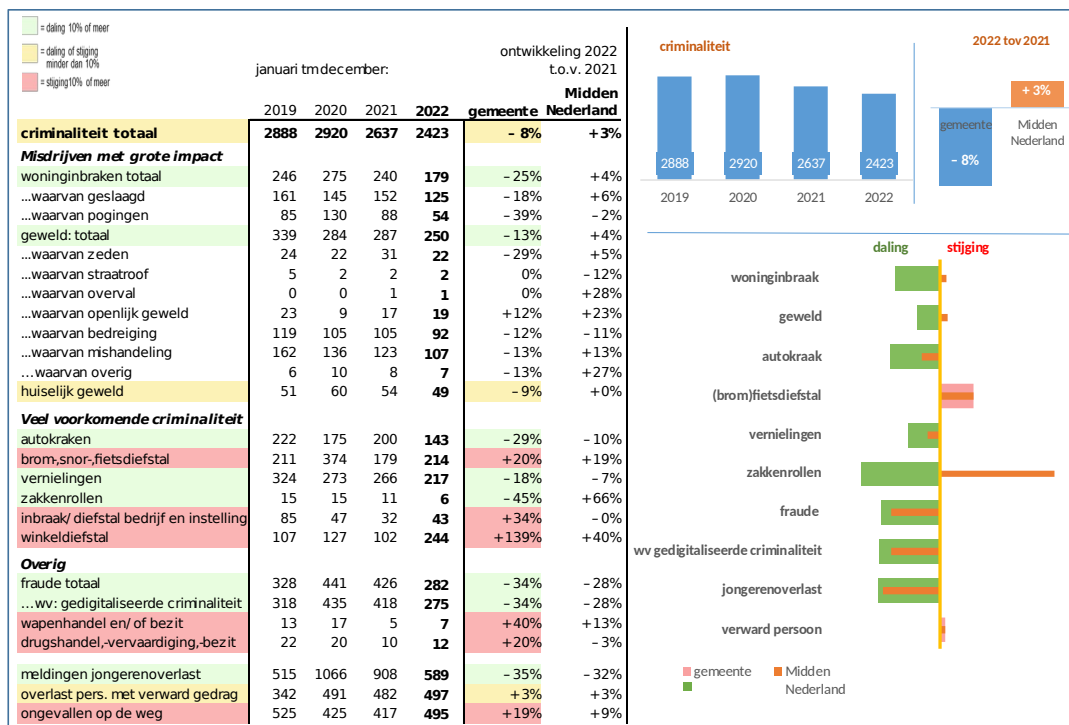 = daling 10% of meer
= daling of stijging
minder dan 10%
= stijging10% of meer
ontwikkeling 2022
januari tm december: t.o.v. 2021
Midden
2019 2020 2021 2022 gemeente Nederland
criminaliteit totaal 2888 2920 2637 2423 – 8% +3%
Misdrijven met grote impact
woninginbraken totaal 246 275 240 179 –25% +4%
...waarvan geslaagd 161 145 152 125 –18% +6%
...waarvan pogingen 85 130 88 54 –39% –2%
geweld: totaal 339 284 287 250 –13% +4%
...waarvan zeden 24 22 31 22 –29% +5%
...waarvan straatroof 5 2 2 2 0% –12%
...waarvan overval 0 0 1 1 0% +28%
...waarvan openlijk geweld 23 9 17 19 +12% +23%
...waarvan bedreiging 119 105 105 92 –12% –11%
...waarvan mishandeling 162 136 123 107 –13% +13%
...waarvan overig 6 10 8 7 –13% +27%
huiselijk geweld 51 60 54 49 –9% +0%
Veel voorkomende criminaliteit
autokraken 222 175 200 143 –29% –10%
brom-,snor-,fietsdiefstal 211 374 179 214 +20% +19%
vernielingen 324 273 266 217 –18% –7%
zakkenrollen 15 15 11 6 –45% +66%
inbraak/ diefstal bedrijf en instelling 85 47 32 43 +34% –0%
winkeldiefstal 107 127 102 244 +139% +40%
Overig
fraude totaal 328 441 426 282 –34% –28%
...wv: gedigitaliseerde criminaliteit 318 435 418 275 –34% –28%
wapenhandel en/ of bezit 13 17 5 7 +40% +13%
drugshandel,-vervaardiging,-bezit 22 20 10 12 +20% –3%
meldingen jongerenoverlast 515 1066 908 589 –35% –32%
overlast pers. met verward gedrag 342 491 482 497 +3% +3%
ongevallen op de weg 525 425 417 495 +19% +9%
criminaliteit
2888 2920 2637 2423
2019 2020 2021 2022
2022 tov 2021
+ 3%
gemeente Midden
Nederland
– 8%
daling stijging
woninginbraak
geweld
autokraak
(brom)fietsdiefstal
vernielingen
zakkenrollen
fraude
wv gedigitaliseerde criminaliteit
jongerenoverlast
verward persoon
gemeente Midden
Nederland